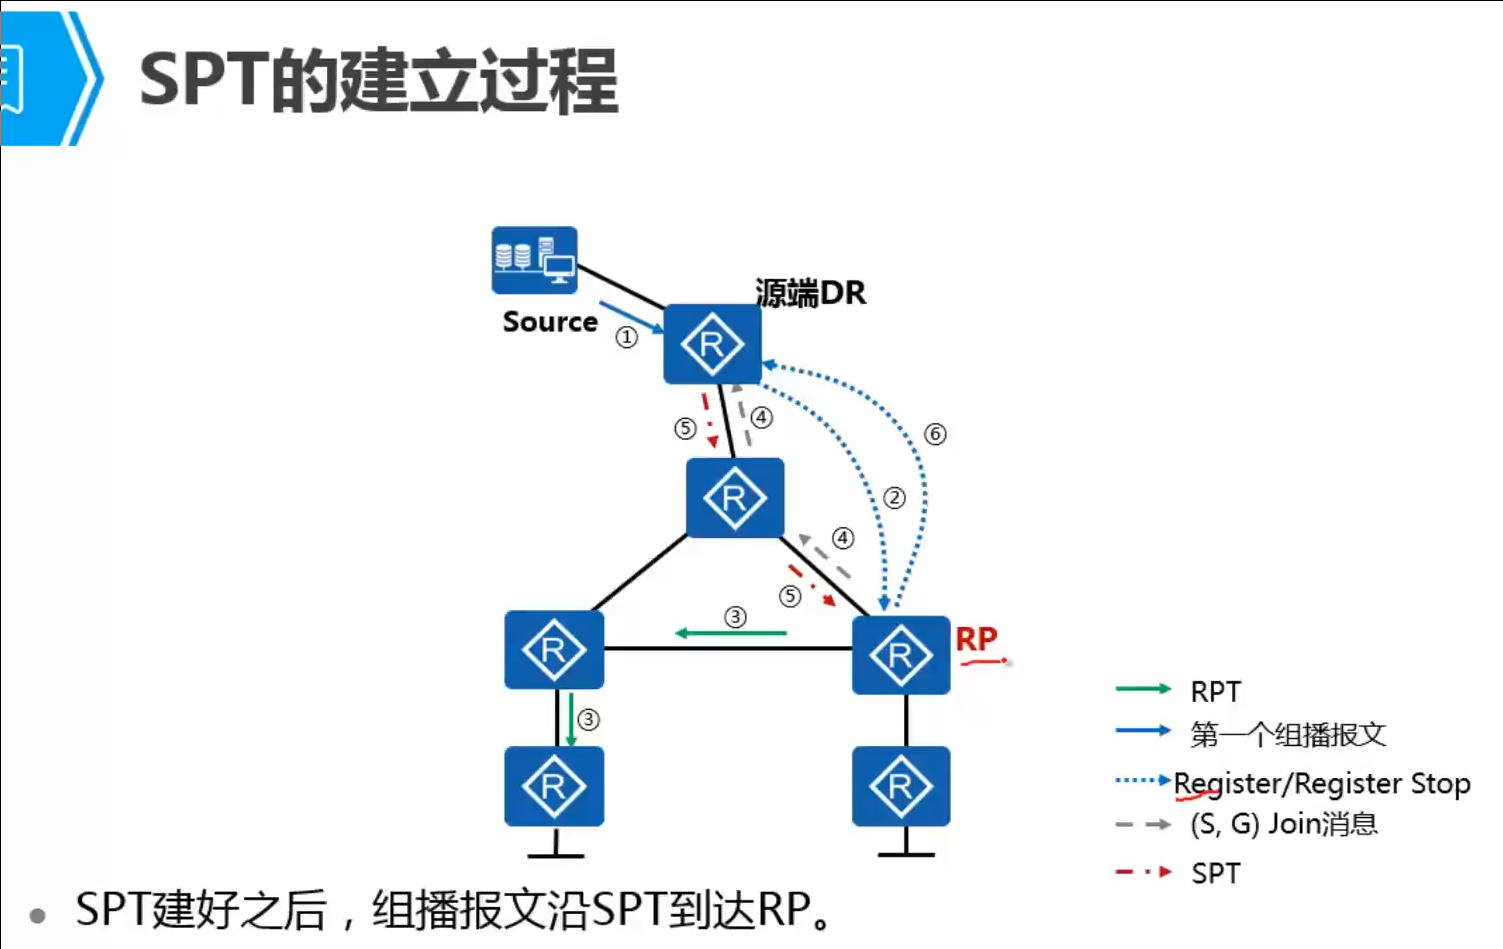 SPT的建立过程
源端DR
Source
①
⑤
④
⑥
②
④
⑤
③
RP
③
R
R
R
R
R
R
RPT
第一个组播报文
Register/Register Stop
(S, G) Join消息
SPT
SPT建好之后，组播报文沿SPT到达RP。